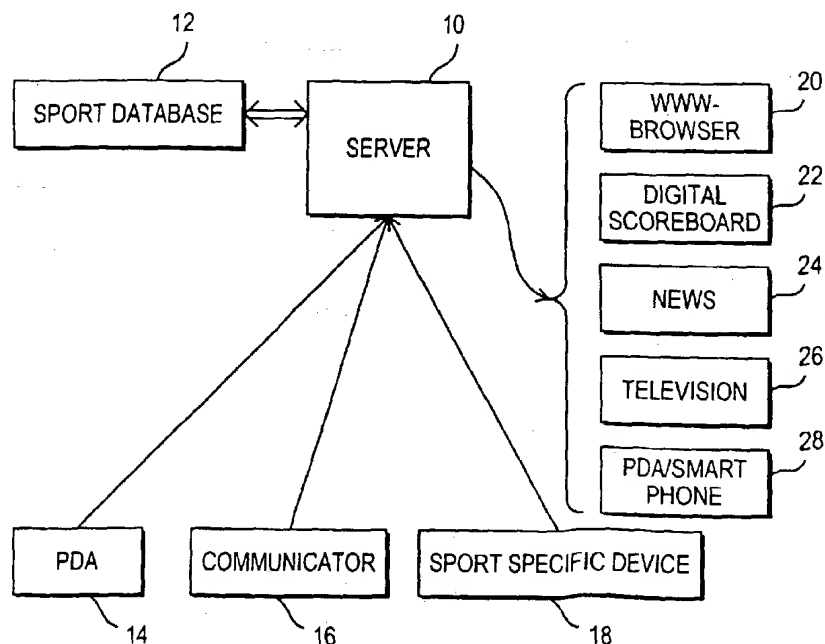 12
10
SPORT DATABASE
SERVER
WWW-
BROWSER
20
DIGITAL
SCOREBOARD
22
NEWS
24
TELEVISION
26
PDA/SMART
PHONE
28
PDA
COMMUNICATOR
SPORT SPECIFIC DEVICE
14
16
18